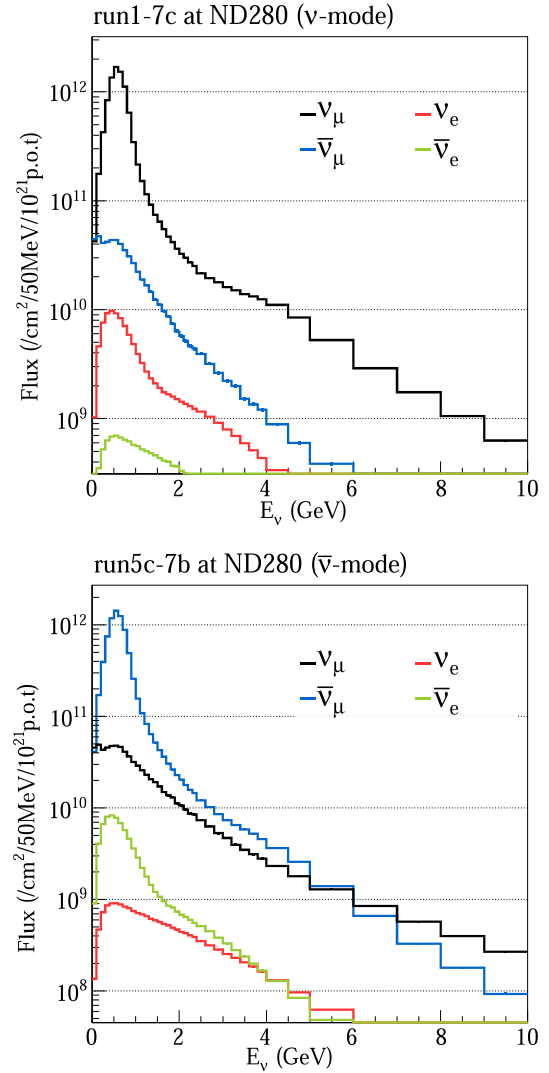 run1-7c at ND280 (ν-mode)
Flux (/cm²/50MeV/10²¹p.o.t)
10¹²
10¹¹
10¹⁰
10⁹
ν_μ ν_e
ν̄_μ ν̄_e
0 2 4 6 8 10
E_ν (GeV)
run5c-7b at ND280 (ν̄-mode)
Flux (/cm²/50MeV/10²¹p.o.t)
10¹²
10¹¹
10¹⁰
10⁹
10⁸
ν_μ ν_e
ν̄_μ ν̄_e
0 2 4 6 8 10
E_ν (GeV)